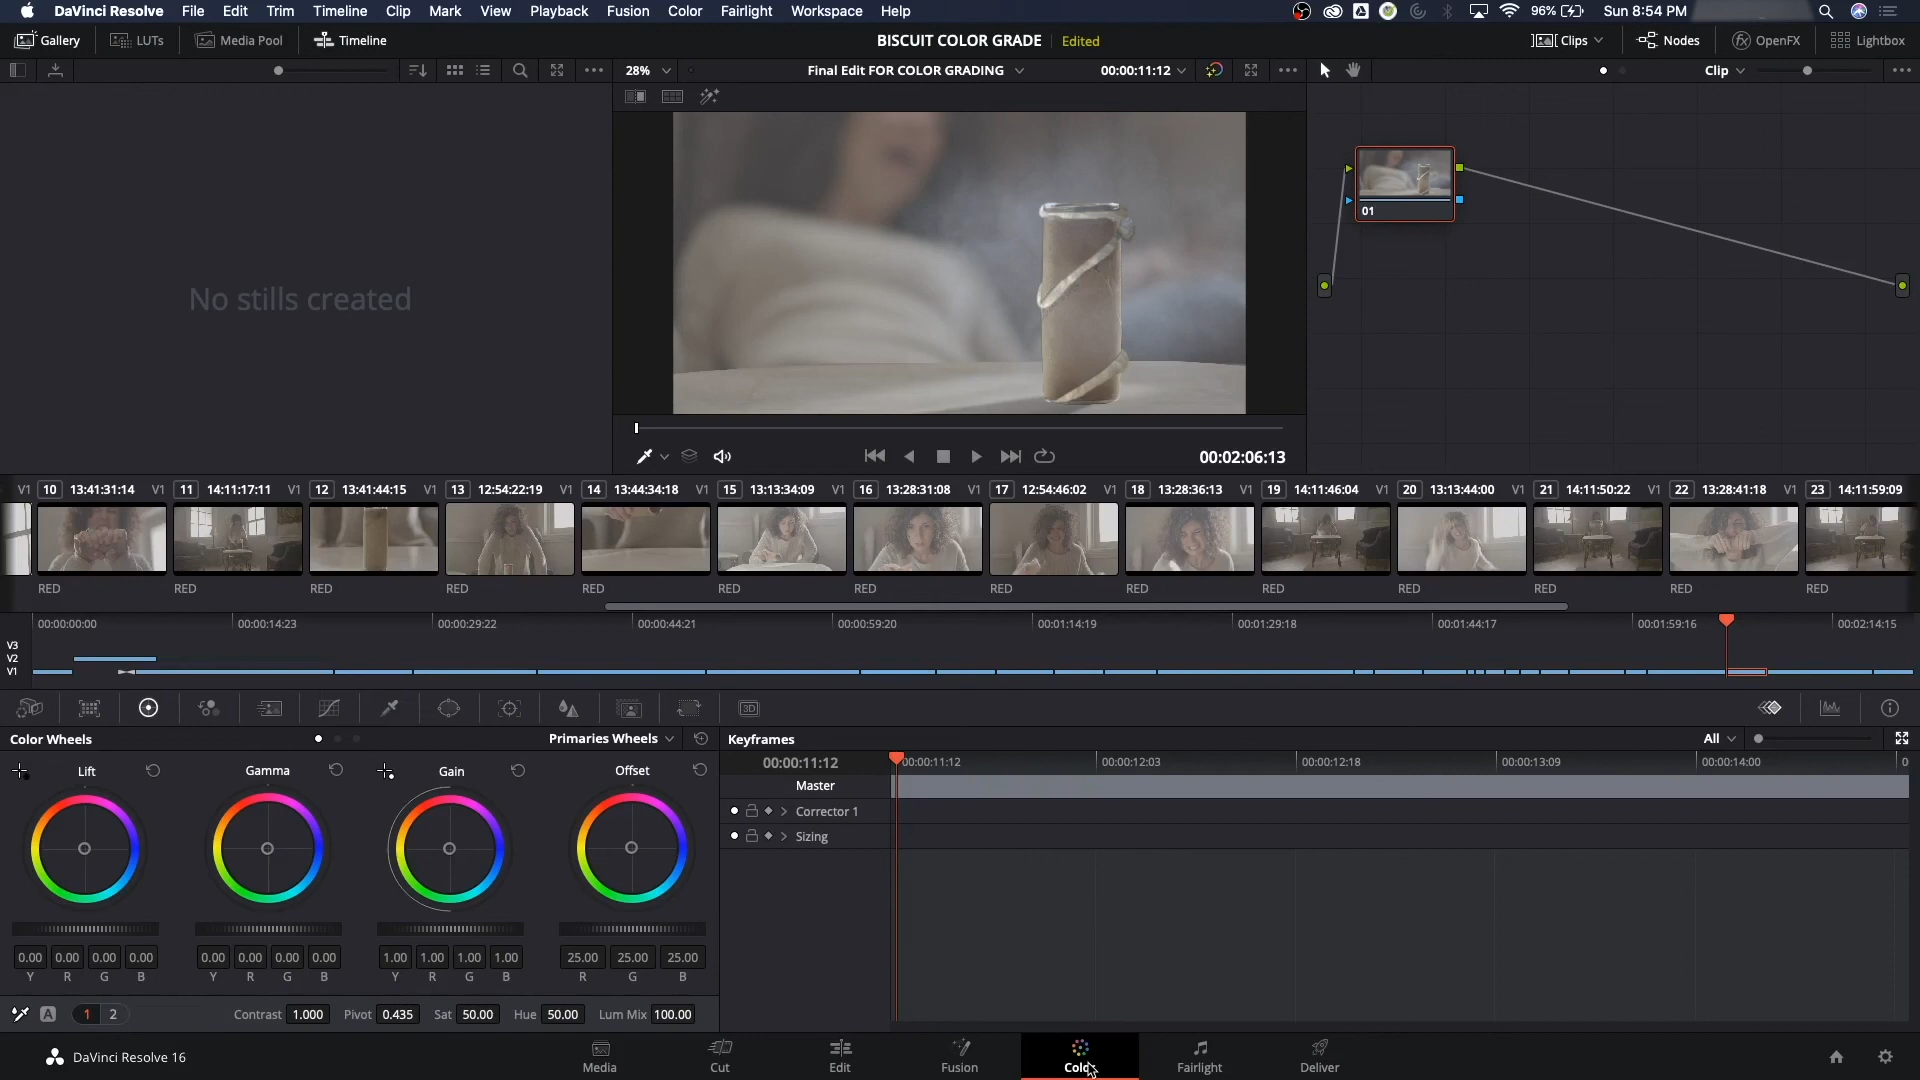 DaVinci Resolve File Edit Trim Timeline Clip Mark View Playback Fusion Color Fairlight Workspace Help 96% Sun 8:54 PM
Gallery LUTs Media Pool Timeline BISCUIT COLOR GRADE Edited Clips Nodes OpenFX Lightbox
28% Final Edit FOR COLOR GRADING 00:00:11:12 Clip
01
No stills created
00:02:06:13
V1 10 13:41:31:14 V1 11 14:11:17:11 V1 12 13:41:44:15 V1 13 12:54:22:19 V1 14 13:44:34:18 V1 15 13:13:34:09 V1 16 13:28:31:08 V1 17 12:54:46:02 V1 18 13:28:36:13 V1 19 14:11:46:04 V1 20 13:13:44:00 V1 21 14:11:50:22 V1 22 13:28:41:18 V1 23 14:11:59:09
RED RED RED RED RED RED RED RED RED RED RED RED RED RED
00:00:00:00 00:00:14:23 00:00:29:22 00:00:44:21 00:00:59:20 00:01:14:19 00:01:29:18 00:01:44:17 00:01:59:16 00:02:14:15
V3
V2
V1
3D
Color Wheels Primaries Wheels Keyframes All
00:00:11:12 00:00:11:12 00:00:12:03 00:00:12:18 00:00:13:09 00:00:14:00 0
Lift Gamma Gain Offset
Master
Corrector 1
Sizing
0.00 0.00 0.00 0.00 0.00 0.00 0.00 0.00 1.00 1.00 1.00 1.00 25.00 25.00 25.00
Y R G B Y R G B Y R G B R G B
A 1 2 Contrast 1.000 Pivot 0.435 Sat 50.00 Hue 50.00 Lum Mix 100.00
DaVinci Resolve 16 Media Cut Edit Fusion Color Fairlight Deliver